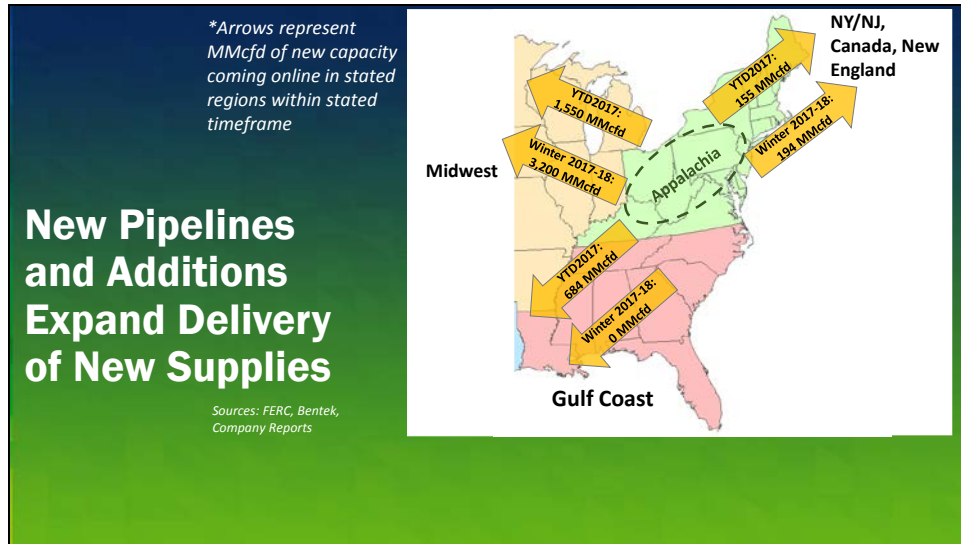 *Arrows represent
MMcfd of new capacity
coming online in stated
regions within stated
timeframe
New Pipelines
and Additions
Expand Delivery
of New Supplies
Sources: FERC, Bentek,
Company Reports
NY/NJ,
Canada, New
England
YTD2017:
155 MMcfd
Winter 2017-18:
194 MMcfd
YTD2017:
1,550 MMcfd
Winter 2017-18:
3,200 MMcfd
Midwest
Appalachia
YTD2017:
684 MMcfd
Winter 2017-18:
0 MMcfd
Gulf Coast